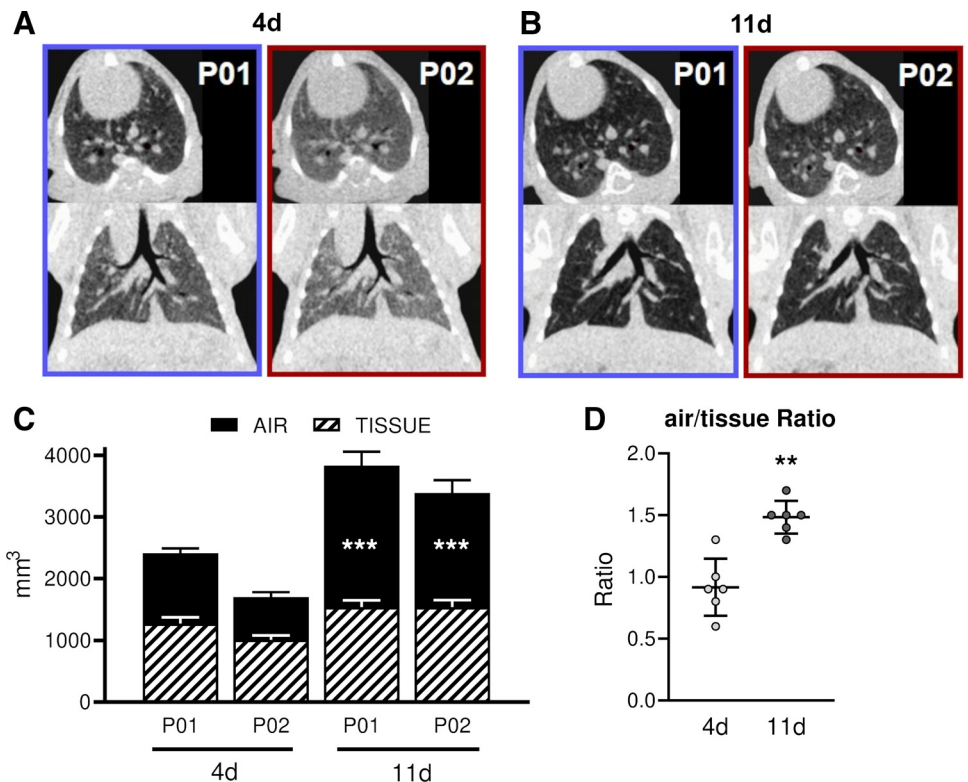 A
4d
B
11d
P01
P02
P01
P02
C
AIR
TISSUE
4000
3000
2000
1000
0
mm³
***
***
P01
P02
P01
P02
4d
11d
D
air/tissue Ratio
2.0
1.5
1.0
0.5
0.0
Ratio
**
4d
11d